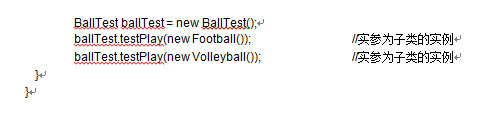 BallTest ballTest = new BallTest();↵
ballTest.testPlay(new Football()); //实参为子类的实例↵
ballTest.testPlay(new Volleyball()); //实参为子类的实例↵
}↵
}↵